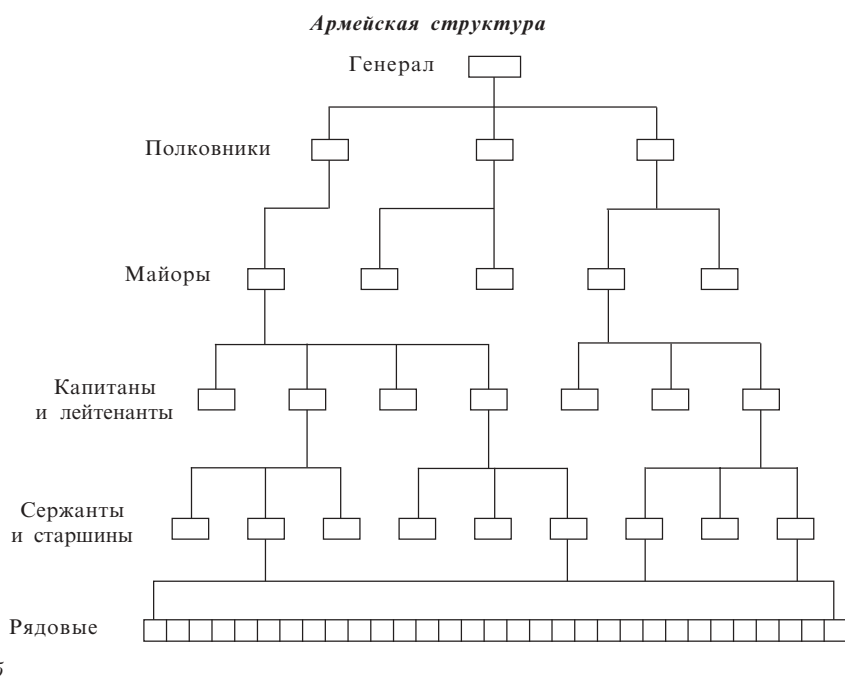 Армейская структура
Генерал
Полковники
Майоры
Капитаны
и лейтенанты
Сержанты
и старшины
Рядовые
б